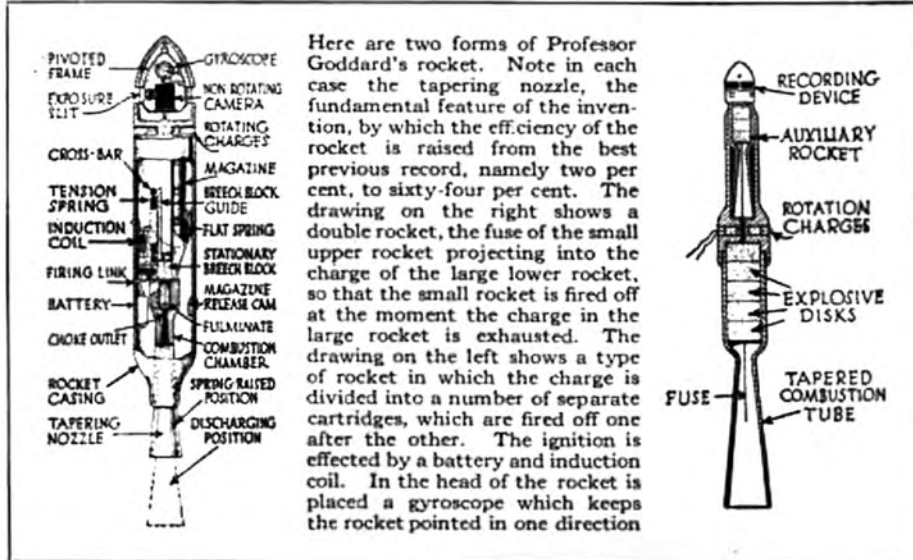 PIVOTED
FRAME
EXPOSURE
SLIT
CROSS-BAR
TENSION
SPRING
INDUCTION
COIL
FIRING LINK
BATTERY
CHOKE OUTLET
ROCKET
CASING
TAPERING
NOZZLE
GYROSCOPE
NON ROTATING
CAMERA
ROTATING
CHARGES
MAGAZINE
BREECH BLOCK
GUIDE
FLAT SPRING
STATIONARY
BREECH BLOCK
MAGAZINE
RELEASE CAM
FULMINATE
COMBUSTION
CHAMBER
SPRING-RAISED
POSITION
DISCHARGING
POSITION
Here are two forms of Professor
Goddard's rocket. Note in each
case the tapering nozzle, the
fundamental feature of the inven-
tion, by which the efficiency of the
rocket is raised from the best
previous record, namely two per
cent, to sixty-four per cent. The
drawing on the right shows a
double rocket, the fuse of the small
upper rocket projecting into the
charge of the large lower rocket,
so that the small rocket is fired off
at the moment the charge in the
large rocket is exhausted. The
drawing on the left shows a type
of rocket in which the charge is
divided into a number of separate
cartridges, which are fired off one
after the other. The ignition is
effected by a battery and induction
coil. In the head of the rocket is
placed a gyroscope which keeps
the rocket pointed in one direction
RECORDING
DEVICE
AUXILIARY
ROCKET
ROTATION
CHARGES
EXPLOSIVE
DISKS
FUSE
TAPERED
COMBUSTION
TUBE